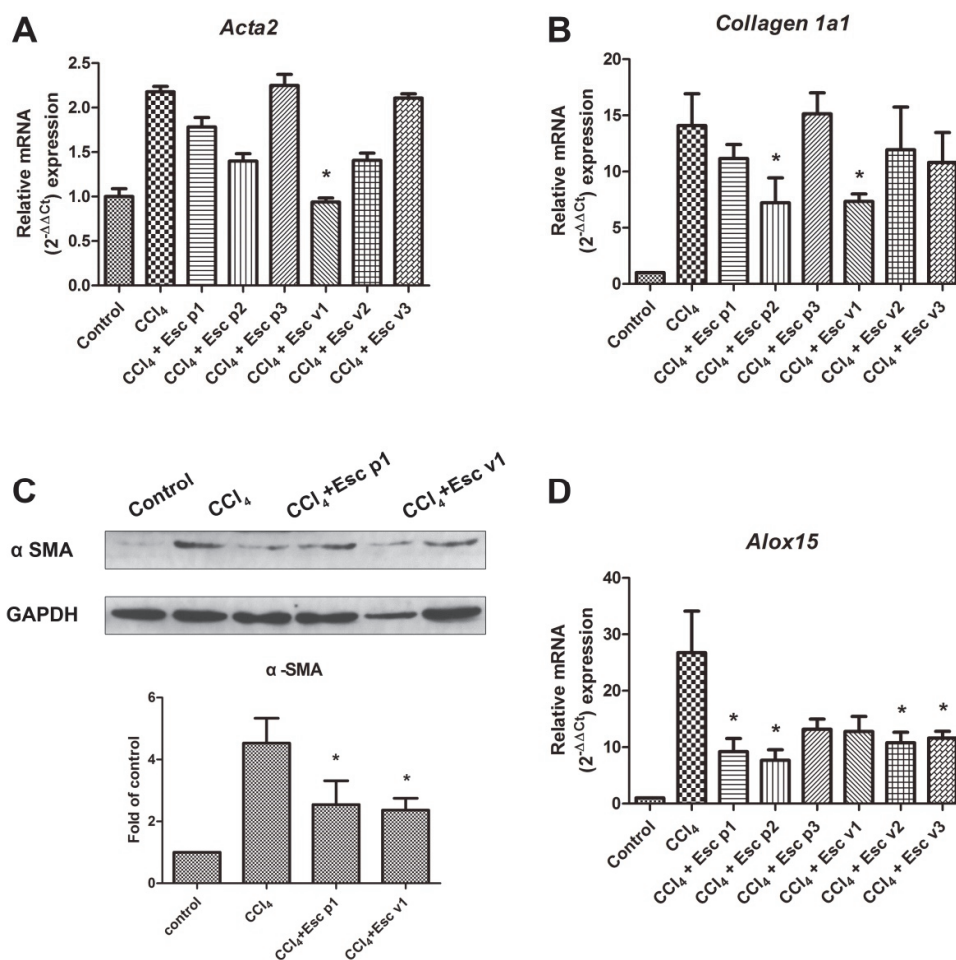 A
Acta2
Relative mRNA
(2-ΔΔCt) expression
2.5
2.0
1.5
1.0
0.5
0.0
*
Control
CCl₄
CCl₄ + Esc p1
CCl₄ + Esc p2
CCl₄ + Esc p3
CCl₄ + Esc v1
CCl₄ + Esc v2
CCl₄ + Esc v3
B
Collagen 1a1
Relative mRNA
(2-ΔΔCt) expression
20
15
10
5
0
*
*
Control
CCl₄
CCl₄ + Esc p1
CCl₄ + Esc p2
CCl₄ + Esc p3
CCl₄ + Esc v1
CCl₄ + Esc v2
CCl₄ + Esc v3
C
Control
CCl₄
CCl₄+Esc p1
CCl₄+Esc v1
α SMA
GAPDH
α -SMA
Fold of control
6
4
2
0
*
*
control
CCl₄
CCl₄+Esc p1
CCl₄+Esc v1
D
Alox15
Relative mRNA
(2-ΔΔCt) expression
40
30
20
10
0
*
*
*
*
Control
CCl₄
CCl₄ + Esc p1
CCl₄ + Esc p2
CCl₄ + Esc p3
CCl₄ + Esc v1
CCl₄ + Esc v2
CCl₄ + Esc v3